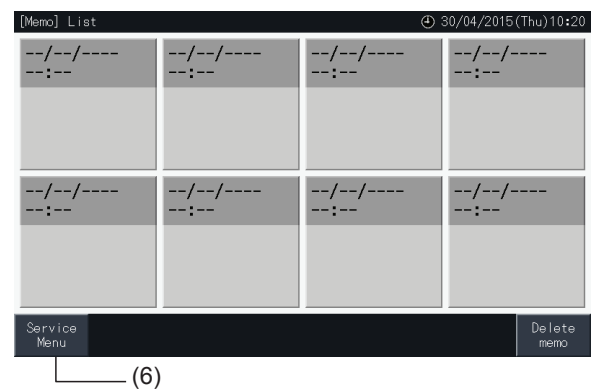 [Memo] List 30/04/2015(Thu)10:20
--/--/---- --/--/---- --/--/---- --/--/----
--:-- --:-- --:-- --:--
--/--/---- --/--/---- --/--/---- --/--/----
--:-- --:-- --:-- --:--
Service
Menu
Delete
memo
(6)